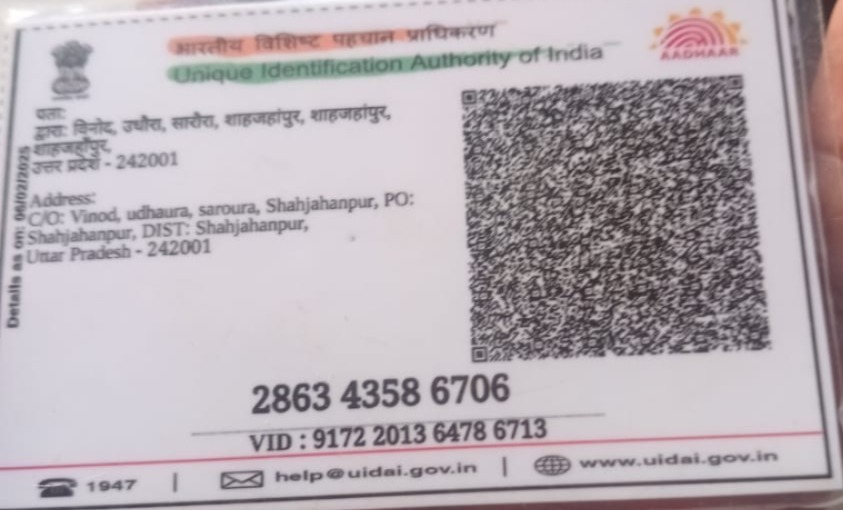 भारतीय विशिष्ट पहचान प्राधिकरण
Unique Identification Authority of India
AADHAAR
पता:
द्वारा: विनोद, उधौरा, सारौरा, शाहजहांपुर, शाहजहांपुर,
शाहजहाँपुर,
उत्तर प्रदेश - 242001
Address:
C/O: Vinod, udhaura, saroura, Shahjahanpur, PO:
Shahjahanpur, DIST: Shahjahanpur,
Uttar Pradesh - 242001
Details as on: 06/02/2025
2863 4358 6706
VID : 9172 2013 6478 6713
1947 | help@uidai.gov.in | www.uidai.gov.in